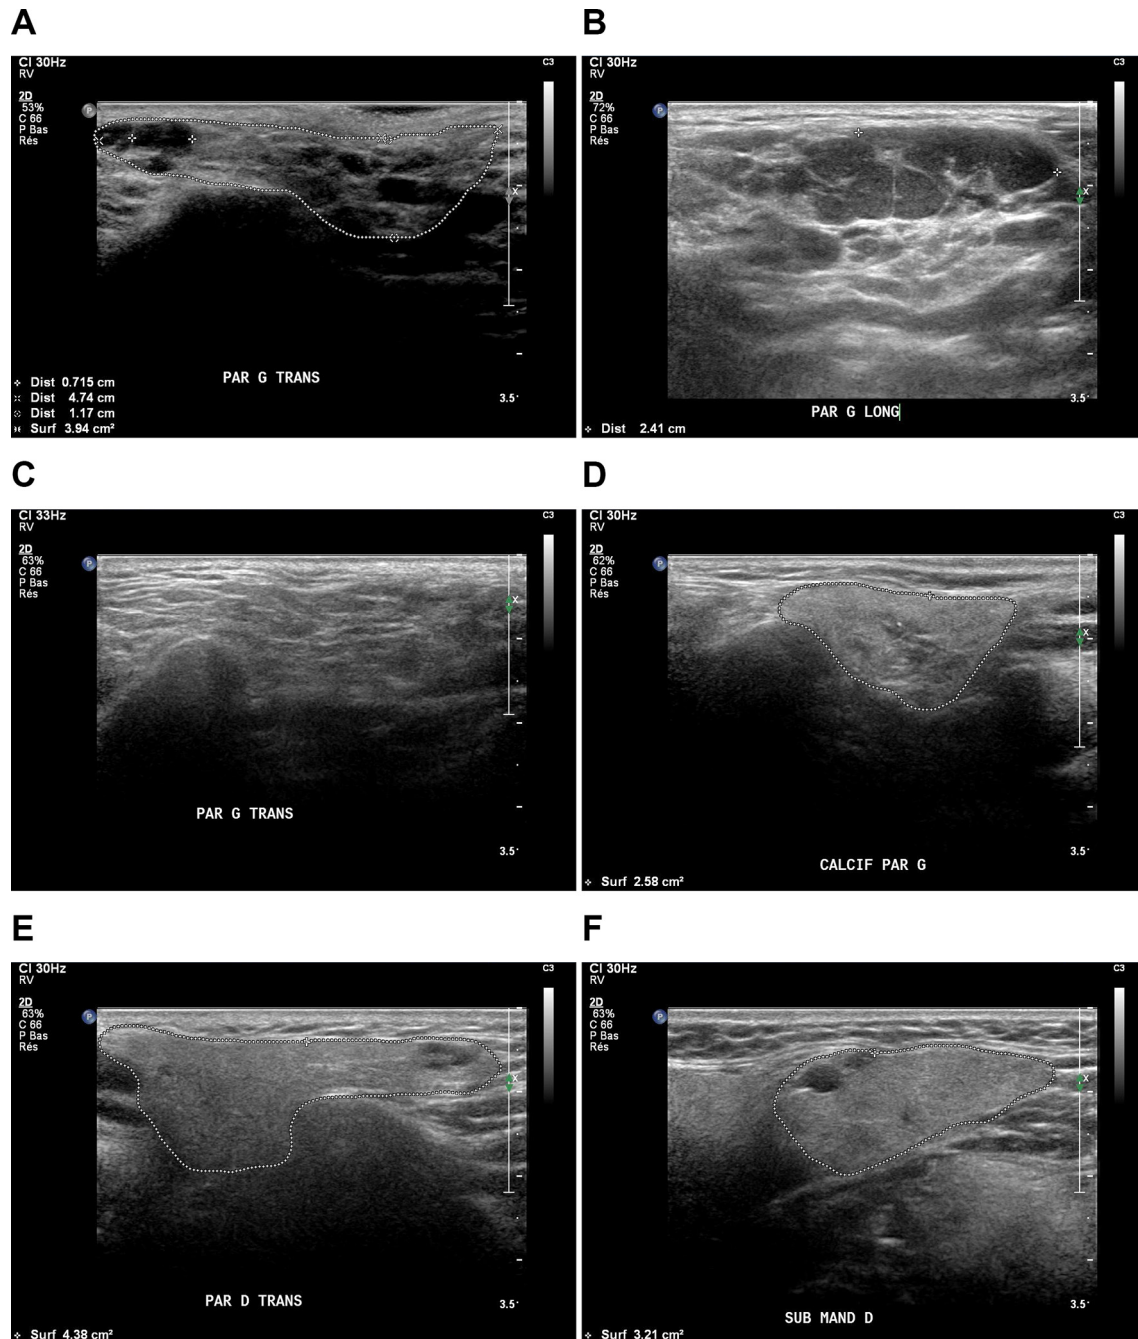 A
CI 30Hz
RV
2D
53%
C 66
P Bas
Rés
P
C3
X
PAR G TRANS
Dist 0.715 cm
Dist 4.74 cm
Dist 1.17 cm
Surf 3.94 cm²
3.5
B
CI 30Hz
RV
2D
72%
C 66
P Bas
Rés
P
C3
X
3.5
PAR G LONG
Dist 2.41 cm
C
CI 33Hz
RV
2D
63%
C 66
P Bas
Rés
P
C3
X
PAR G TRANS
3.5
D
CI 30Hz
RV
2D
62%
C 66
P Bas
Rés
P
C3
X
3.5
CALCIF PAR G
Surf 2.58 cm²
E
CI 30Hz
RV
2D
63%
C 66
P Bas
Rés
P
C3
X
PAR D TRANS
3.5
Surf 4.38 cm²
F
CI 30Hz
RV
2D
63%
C 66
P Bas
Rés
P
C3
X
3.5
SUB MAND D
Surf 3.21 cm²